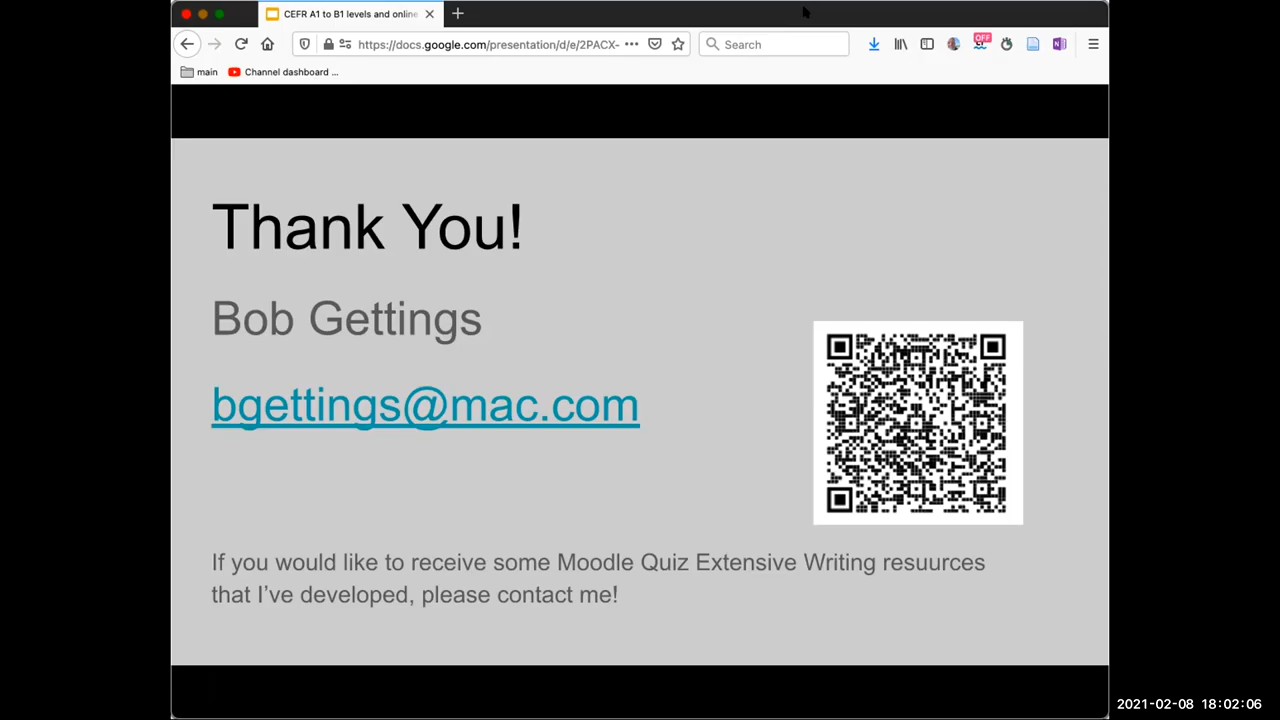 CEFR A1 to B1 levels and online
https://docs.google.com/presentation/d/e/2PACX-
Search
OFF
main
Channel dashboard ...
Thank You!
Bob Gettings
bgettings@mac.com
If you would like to receive some Moodle Quiz Extensive Writing resuurces
that I've developed, please contact me!
2021-02-08 18:02:06